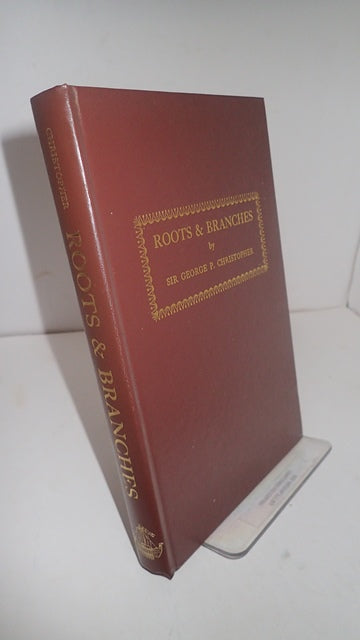 CHRISTOPHER
ROOTS & BRANCHES
ROOTS & BRANCHES
by
SIR GEORGE P. CHRISTOPHER